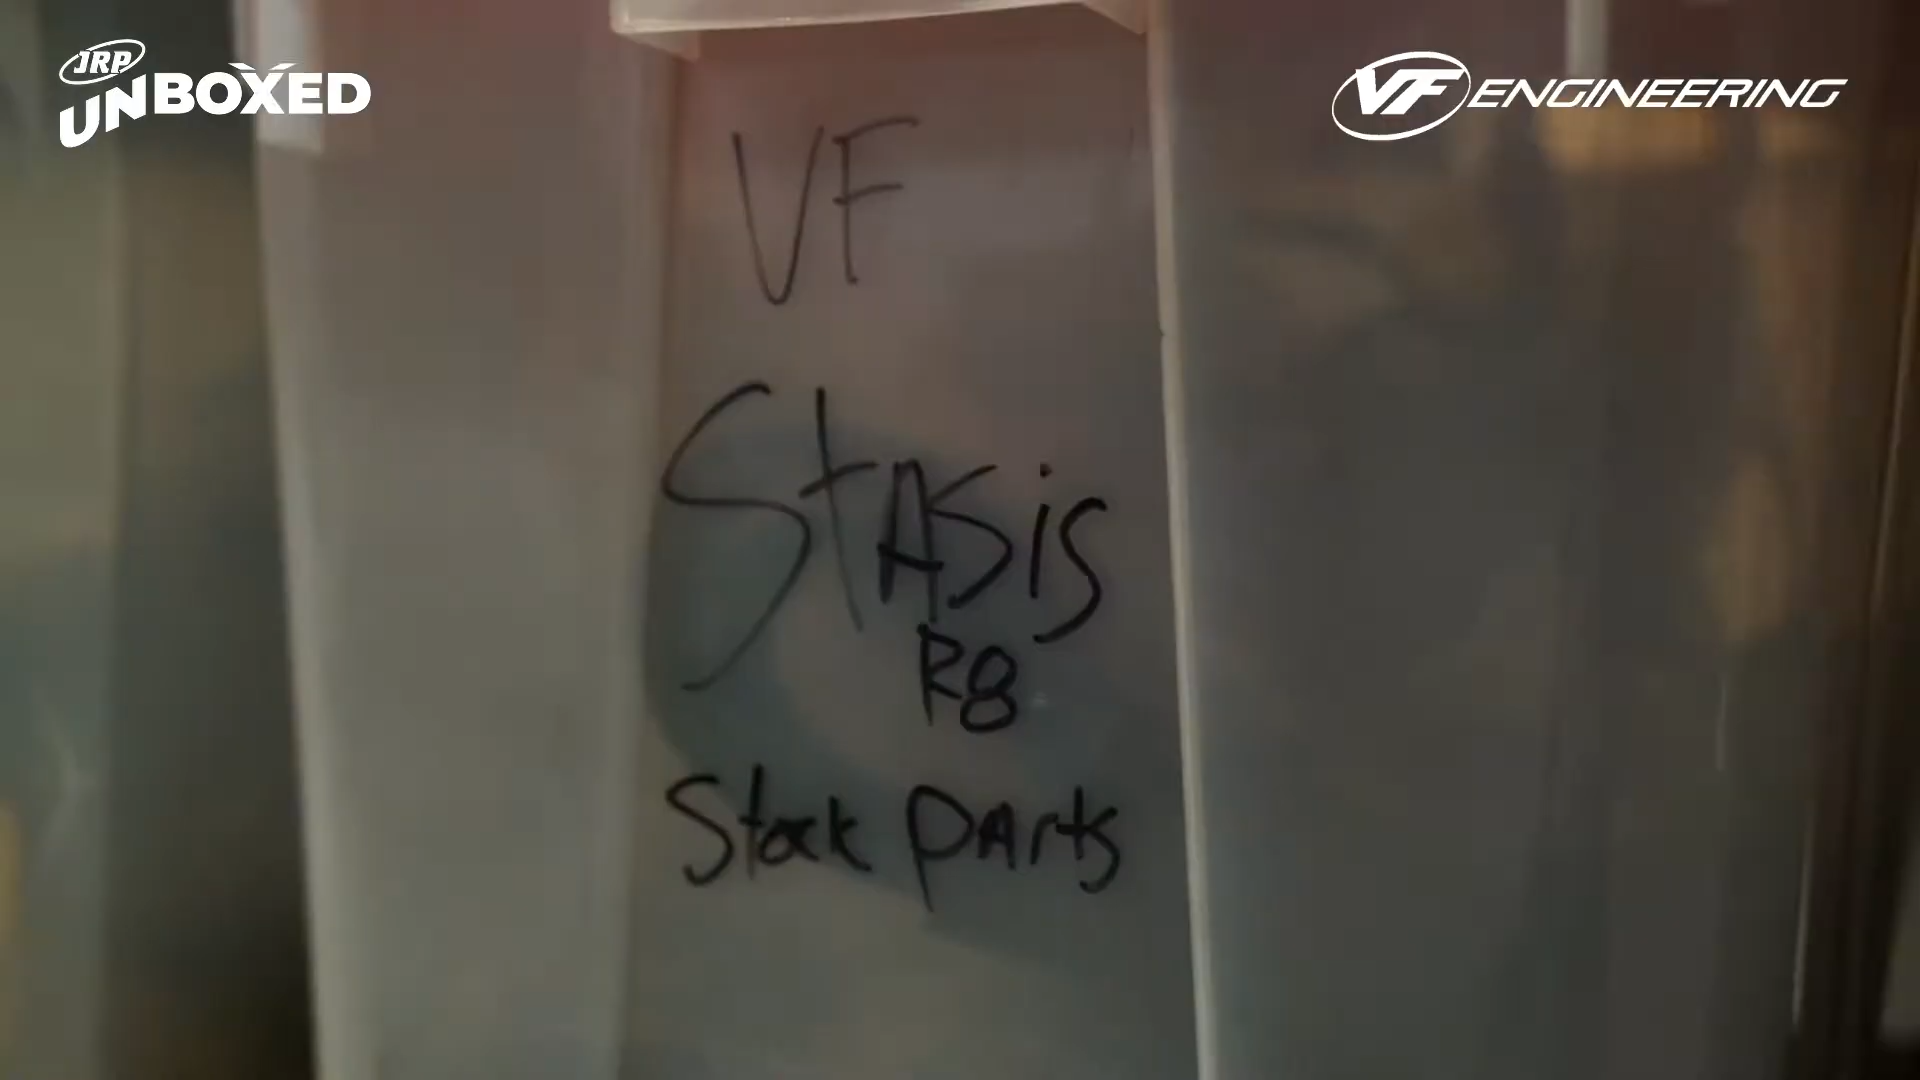 JRP
UNBOXED
VF ENGINEERING
VF
StASiS
R8
Stock PArts